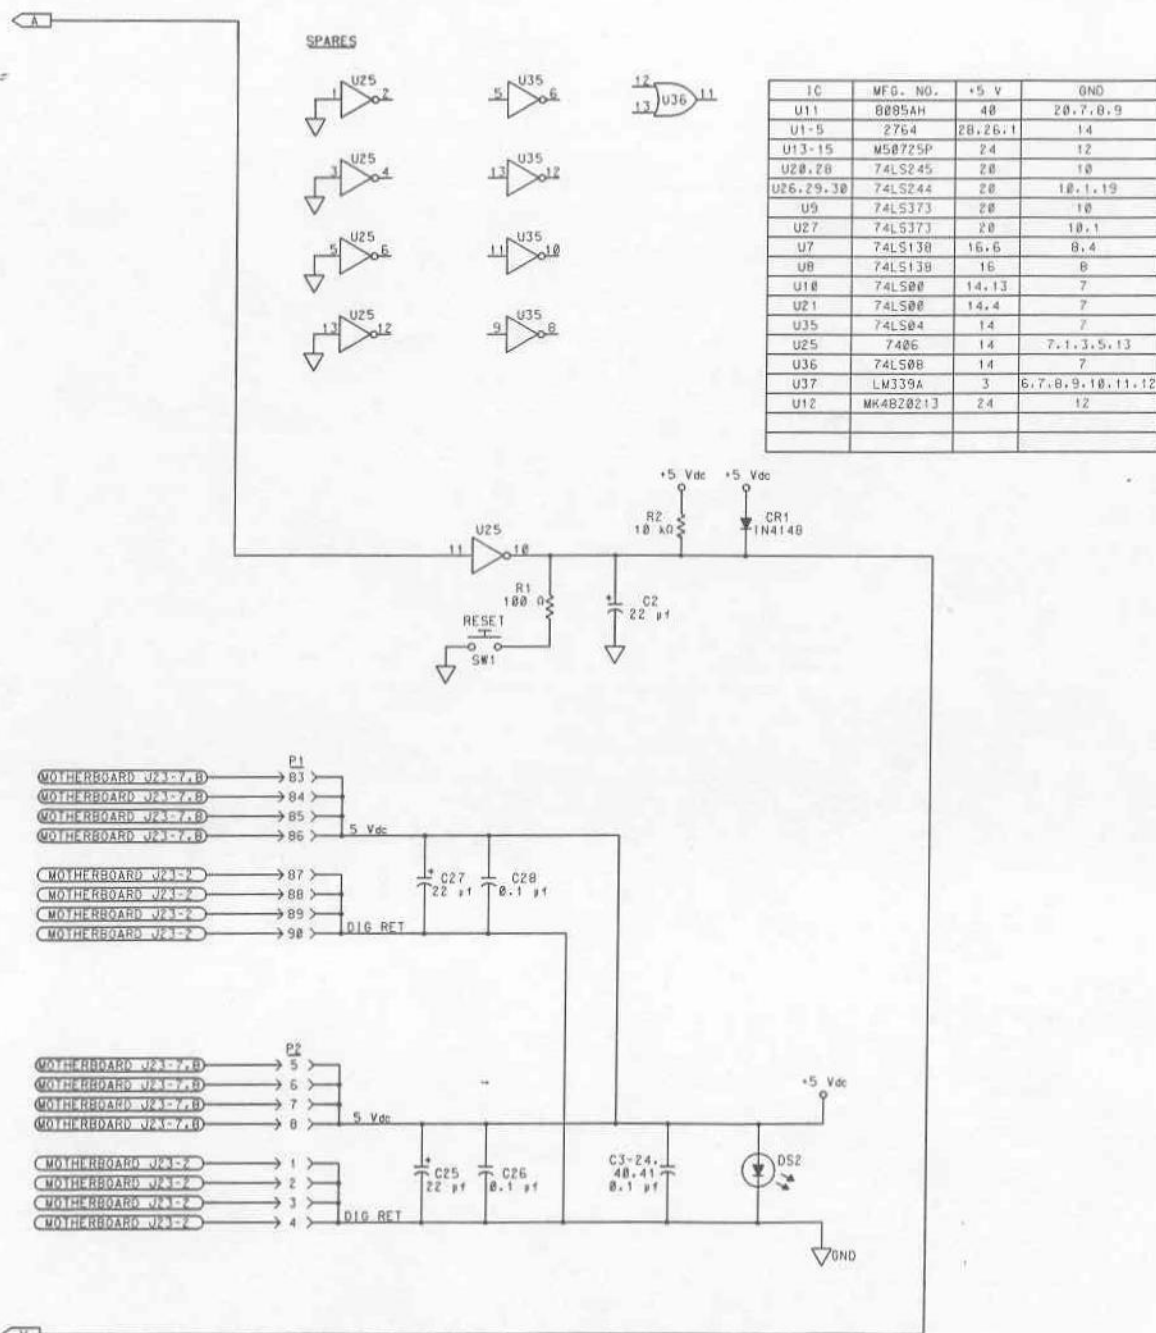 A
SPARES
U25
1 2
U35
5 6
12
13 U36 11
U25
3 4
U35
13 12
U25
5 6
U35
11 10
U25
13 12
U35
9 8
IC MFG. NO. +5 V GND
U11 8085AH 40 20,7,8,9
U1-5 2764 28,26,1 14
U13-15 M58725P 24 12
U20,28 74LS245 20 10
U26,29,30 74LS244 20 10,1,19
U9 74LS373 20 10
U27 74LS373 20 10,1
U7 74LS138 16,6 8,4
U8 74LS138 16 8
U10 74LS00 14,13 7
U21 74LS00 14,4 7
U35 74LS04 14 7
U25 7406 14 7,1,3,5,13
U36 74LS08 14 7
U37 LM339A 3 6,7,8,9,10,11,12
U12 MK48Z0213 24 12
+5 Vdc +5 Vdc
R2
10 kΩ
CR1
1N4148
U25
11 10
R1
100 Ω
+ C2
22 µf
RESET
SW1
P1
MOTHERBOARD J23-7,8 83
MOTHERBOARD J23-7,8 84
MOTHERBOARD J23-7,8 85
MOTHERBOARD J23-7,8 86 5 Vdc
MOTHERBOARD J23-2 87
MOTHERBOARD J23-2 88
MOTHERBOARD J23-2 89
MOTHERBOARD J23-2 90 DIG RET
+ C27
22 µf
C28
0.1 µf
P2
MOTHERBOARD J23-7,8 5
MOTHERBOARD J23-7,8 6
MOTHERBOARD J23-7,8 7
MOTHERBOARD J23-7,8 8 5 Vdc
+5 Vdc
MOTHERBOARD J23-2 1
MOTHERBOARD J23-2 2
MOTHERBOARD J23-2 3
MOTHERBOARD J23-2 4 DIG RET
+ C25
22 µf
C26
0.1 µf
C3-24,
40,41
0.1 µf
DS2
GND